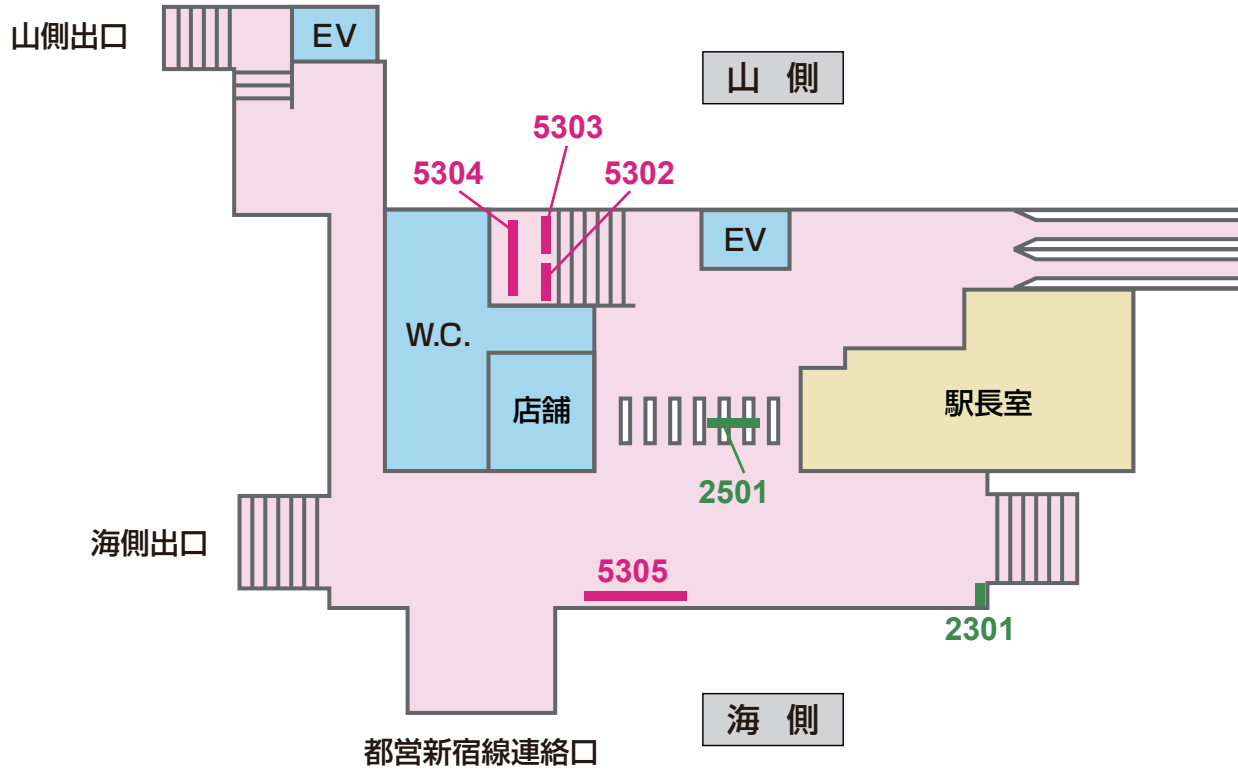 山側出口
EV
山 側
5303
5304
5302
EV
W.C.
店舗
駅長室
2501
海側出口
5305
2301
海 側
都営新宿線連絡口